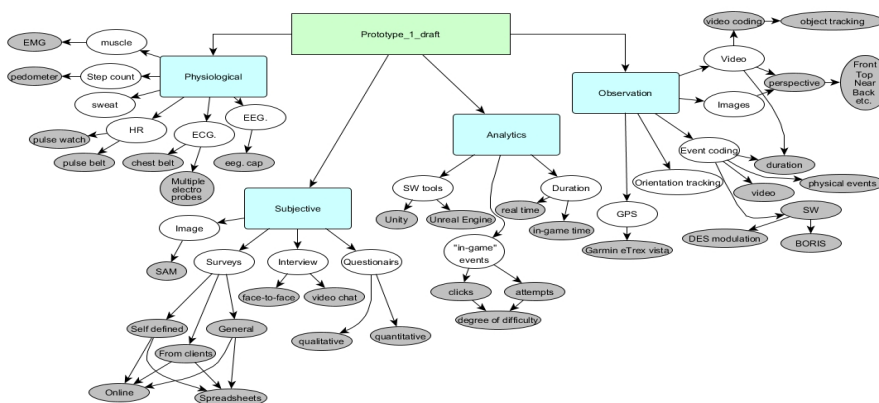 Prototype_1_draft
video coding
object tracking
EMG
muscle
Video
Front
Top
Near
Back
etc.
pedometer
Step count
Physiological
Observation
perspective
sweat
Images
HR
ECG.
EEG.
Analytics
Event coding
pulse watch
pulse belt
chest belt
eeg. cap
duration
Multiple
electro
probes
Subjective
SW tools
Duration
Orientation tracking
physical events
video
Unity
Unreal Engine
real time
in-game time
GPS
SW
Image
DES modulation
BORIS
Garmin eTrex vista
"in-game"
events
SAM
Surveys
Interview
Questionairs
face-to-face
video chat
clicks
attempts
Self defined
General
degree of difficulty
qualitative
quantitative
From clients
Online
Spreadsheets